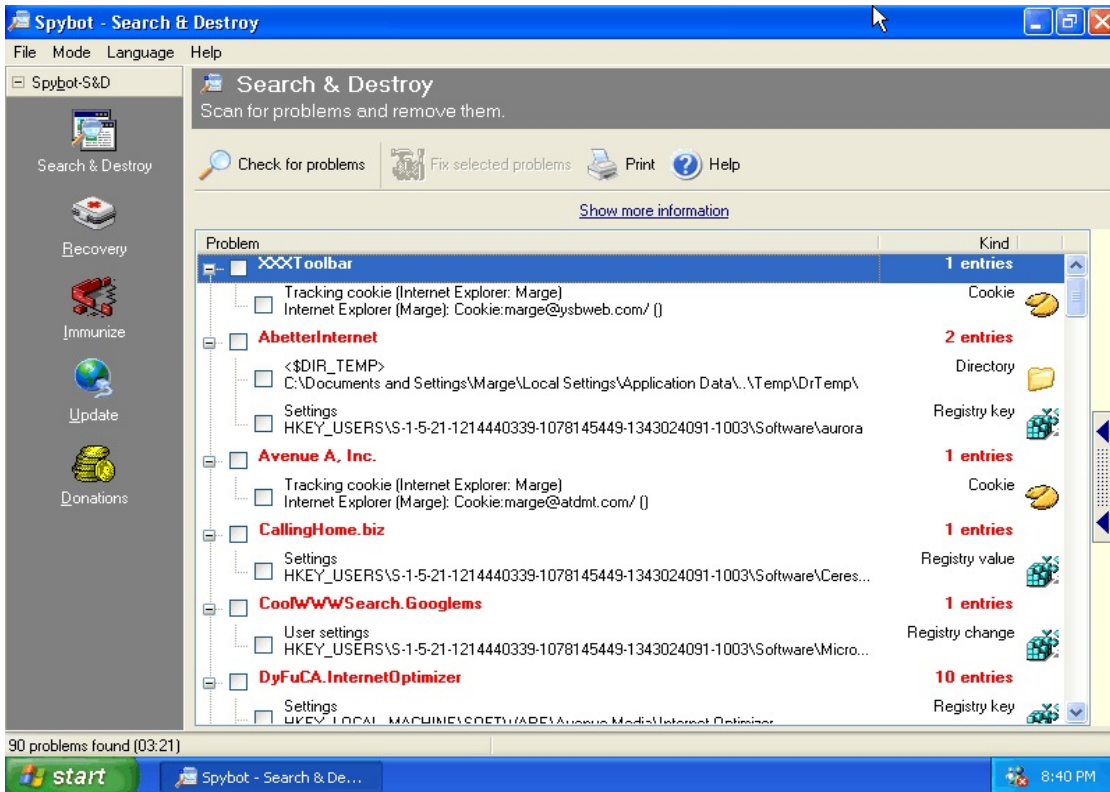 Spybot - Search & Destroy
File Mode Language Help
Spybot-S&D
Search & Destroy
Recovery
Immunize
Update
Donations
Search & Destroy
Scan for problems and remove them.
Check for problems Fix selected problems Print Help
Show more information
Problem Kind
XXXToolbar 1 entries
Tracking cookie (Internet Explorer: Marge) Cookie
Internet Explorer (Marge): Cookie:marge@ysbweb.com/ ()
AbetterInternet 2 entries
<$DIR_TEMP> Directory
C:\Documents and Settings\Marge\Local Settings\Application Data\..\Temp\DrTemp\
Settings Registry key
HKEY_USERS\S-1-5-21-1214440339-1078145449-1343024091-1003\Software\aurora
Avenue A, Inc. 1 entries
Tracking cookie (Internet Explorer: Marge) Cookie
Internet Explorer (Marge): Cookie:marge@atdmt.com/ ()
CallingHome.biz 1 entries
Settings Registry value
HKEY_USERS\S-1-5-21-1214440339-1078145449-1343024091-1003\Software\Ceres...
CoolWWWSearch.Googlems 1 entries
User settings Registry change
HKEY_USERS\S-1-5-21-1214440339-1078145449-1343024091-1003\Software\Micro...
DyFuCA.InternetOptimizer 10 entries
Settings Registry key
HKEY_LOCAL_MACHINE\SOFTWARE\Avenue Media\Internet Optimizer
90 problems found (03:21)
start Spybot - Search & De... 8:40 PM